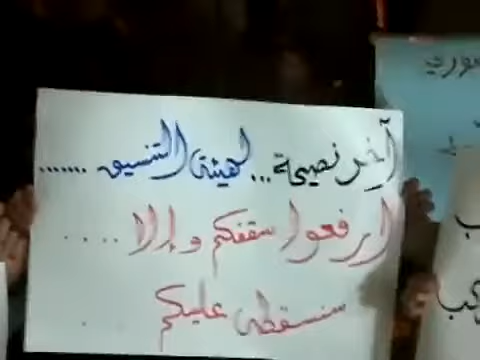 آخر نصيحة... لهيئة التنسيق .......
ارفعوا سقفكم وإلا ....
سنسقطه عليكم